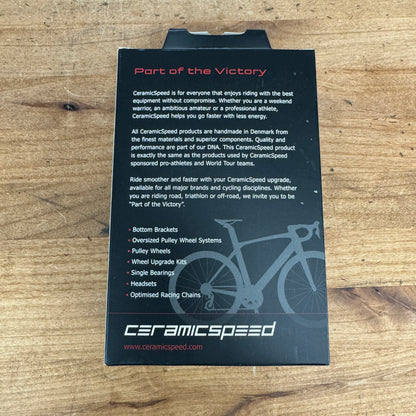 Part of the Victory
CeramicSpeed is for everyone that enjoys riding with the best
equipment without compromise. Whether you are a weekend
warrior, an ambitious amateur or a professional athlete,
CeramicSpeed helps you go faster with less energy.
All CeramicSpeed products are handmade in Denmark from
the finest materials and superior components. Quality and
performance are part of our DNA. This CeramicSpeed product
is exactly the same as the products used by CeramicSpeed
sponsored pro-athletes and World Tour teams.
Ride smoother and faster with your CeramicSpeed upgrade,
available for all major brands and cycling disciplines. Whether
you are riding road, triathlon or off-road, we invite you to be
"Part of the Victory".
• Bottom Brackets
• Oversized Pulley Wheel Systems
• Pulley Wheels
• Wheel Upgrade Kits
• Single Bearings
• Headsets
• Optimised Racing Chains
ceramicspeed
www.ceramicspeed.com